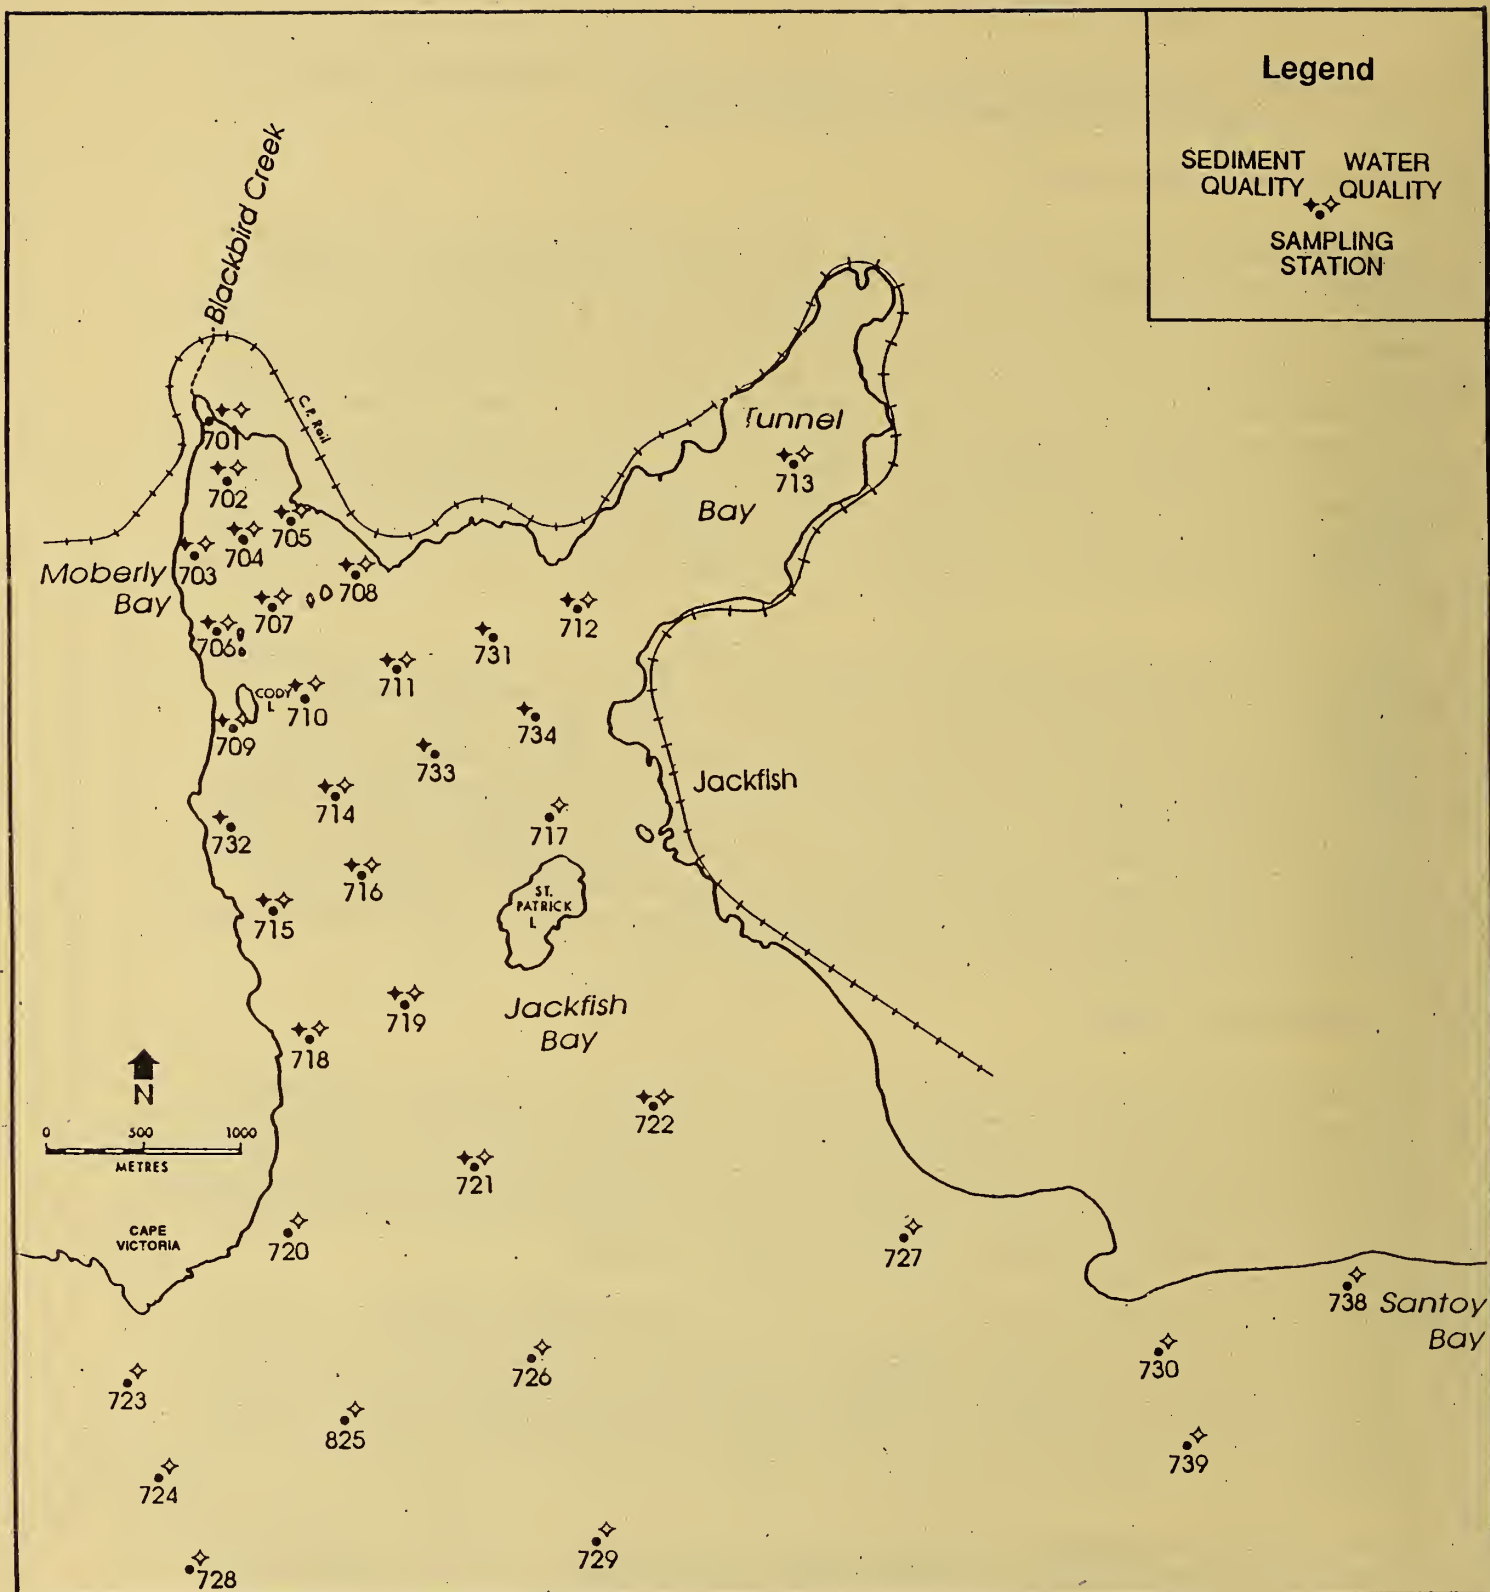 Legend
SEDIMENT WATER
QUALITY QUALITY
SAMPLING
STATION
Blackbird Creek
C.P. Rail
701
Tunnel
702
713
705
Bay
704
703
Moberly
Bay
708
707
706
712
731
711
CODY
I.
710
734
709
733
Jackfish
714
717
732
716
ST.
PATRICK
I.
715
Jackfish
Bay
719
718
N
0 500 1000
METRES
722
721
CAPE
VICTORIA
720
727
738
Santoy
Bay
726
730
723
825
739
724
729
728